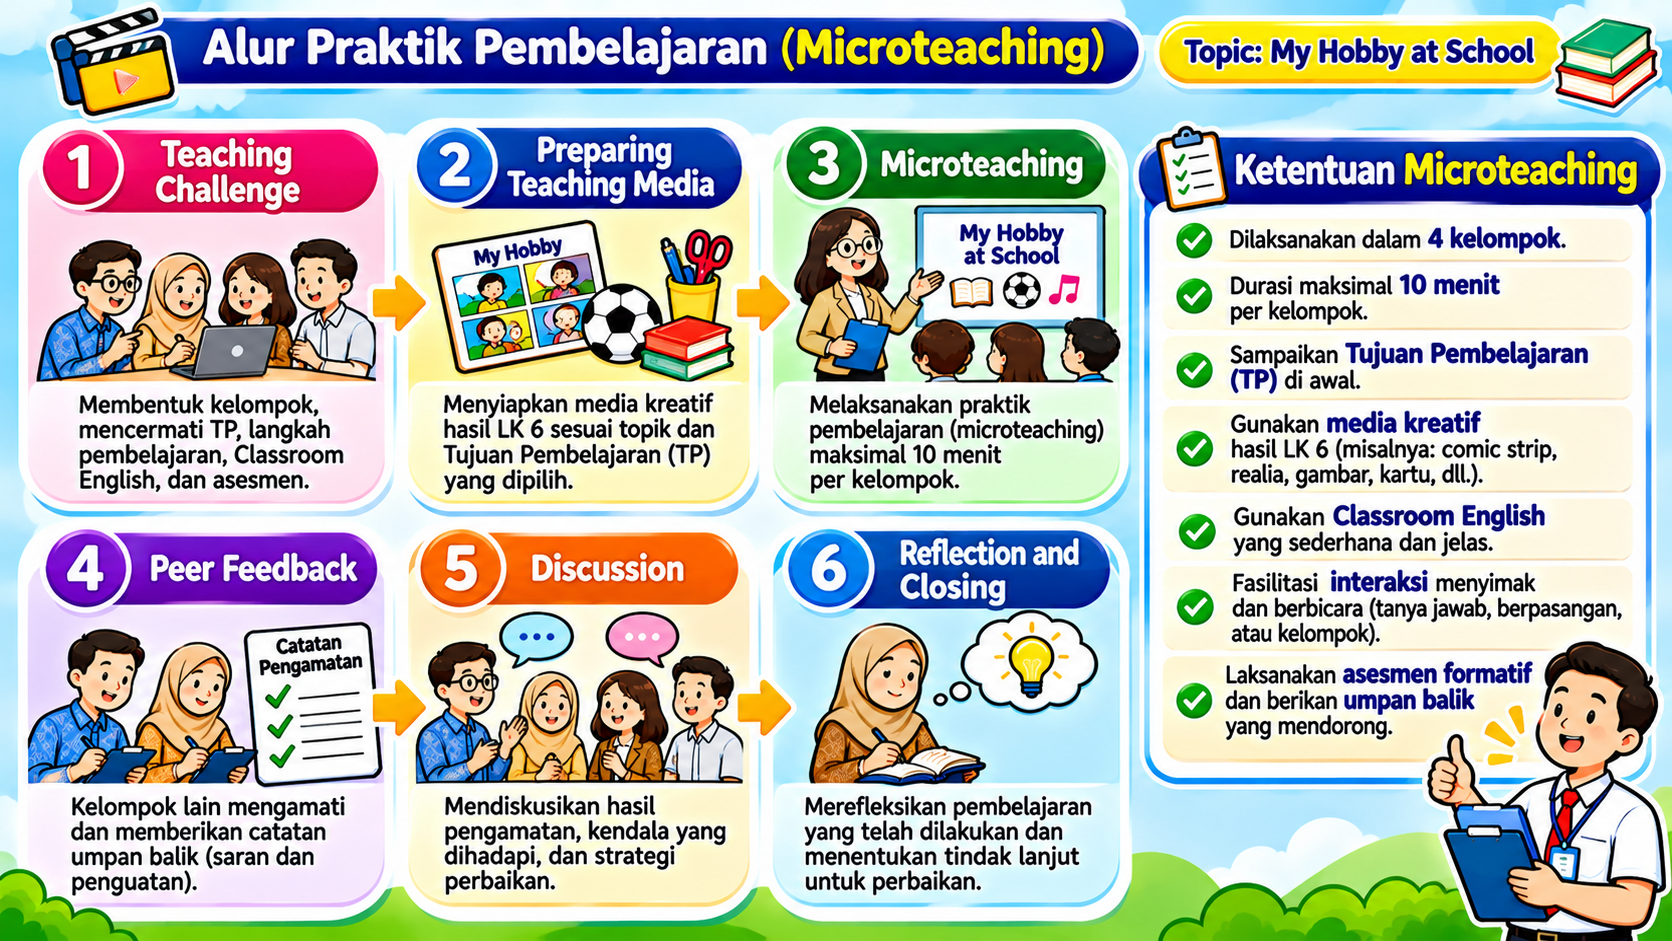 Alur Praktik Pembelajaran (Microteaching)
Topic: My Hobby at School
1
Teaching
Challenge
Membentuk kelompok,
mencermati TP, langkah
pembelajaran, Classroom
English, dan asesmen.
2
Preparing
Teaching Media
My Hobby
Menyiapkan media kreatif
hasil LK 6 sesuai topik dan
Tujuan Pembelajaran (TP)
yang dipilih.
3
Microteaching
My Hobby
at School
Melaksanakan praktik
pembelajaran (microteaching)
maksimal 10 menit
per kelompok.
4
Peer Feedback
Catatan
Pengamatan
Kelompok lain mengamati
dan memberikan catatan
umpan balik (saran dan
penguatan).
5
Discussion
Mendiskusikan hasil
pengamatan, kendala yang
dihadapi, dan strategi
perbaikan.
6
Reflection and
Closing
Merefleksikan pembelajaran
yang telah dilakukan dan
menentukan tindak lanjut
untuk perbaikan.
Ketentuan Microteaching
Dilaksanakan dalam 4 kelompok.
Durasi maksimal 10 menit
per kelompok.
Sampaikan Tujuan Pembelajaran
(TP) di awal.
Gunakan media kreatif
hasil LK 6 (misalnya: comic strip,
realia, gambar, kartu, dll.).
Gunakan Classroom English
yang sederhana dan jelas.
Fasilitasi interaksi menyimak
dan berbicara (tanya jawab, berpasangan,
atau kelompok).
Laksanakan asesmen formatif
dan berikan umpan balik
yang mendorong.